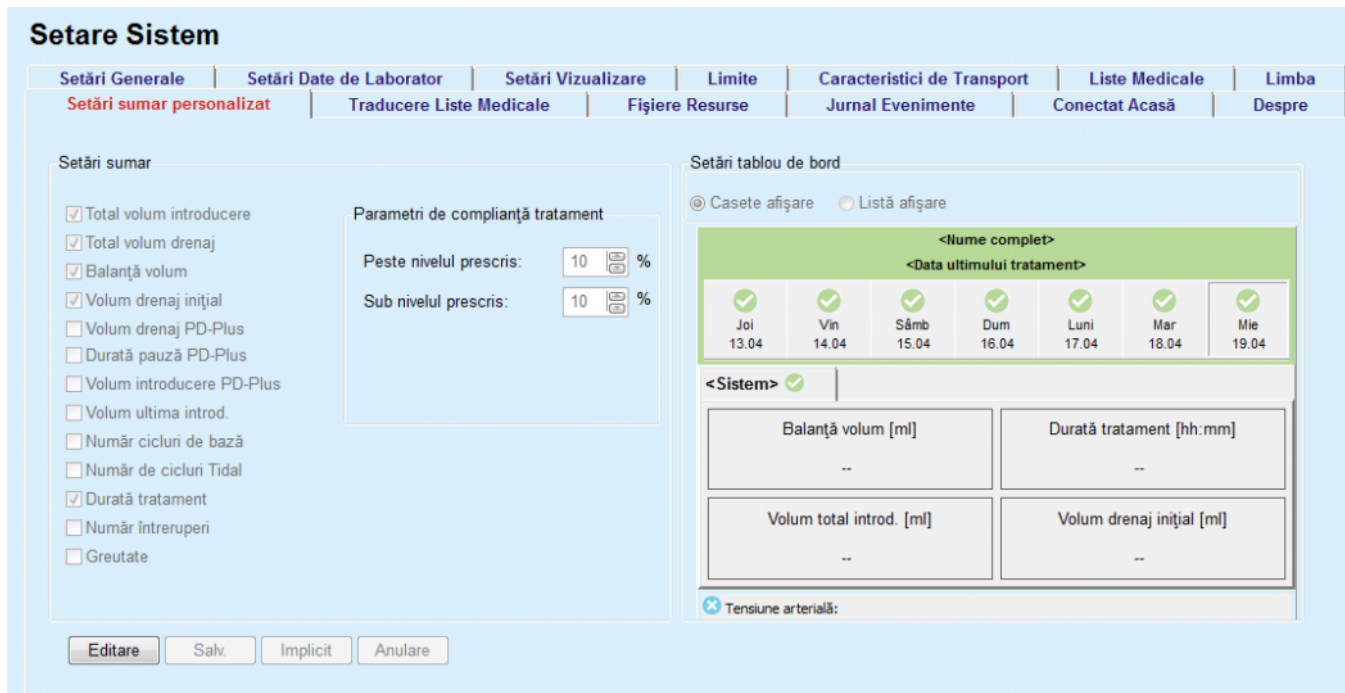 Setare Sistem
Setări Generale
Setări Date de Laborator
Setări Vizualizare
Limite
Caracteristici de Transport
Liste Medicale
Limba
Setări sumar personalizat
Traducere Liste Medicale
Fişiere Resurse
Jurnal Evenimente
Conectat Acasă
Despre
Setări sumar
Total volum introducere
Total volum drenaj
Balanţă volum
Volum drenaj iniţial
Volum drenaj PD-Plus
Durată pauză PD-Plus
Volum introducere PD-Plus
Volum ultima introd.
Număr cicluri de bază
Număr de cicluri Tidal
Durată tratament
Număr întreruperi
Greutate
Parametri de complianţă tratament
Peste nivelul prescris: 10 %
Sub nivelul prescris: 10 %
Setări tablou de bord
Casete afişare Listă afişare
<Nume complet>
<Data ultimului tratament>
Joi Vin Sâmb Dum Luni Mar Mie
13.04 14.04 15.04 16.04 17.04 18.04 19.04
<Sistem>
Balanţă volum [ml]
--
Durată tratament [hh:mm]
--
Volum total introd. [ml]
--
Volum drenaj iniţial [ml]
--
Tensiune arterială:
Editare Salv. Implicit Anulare